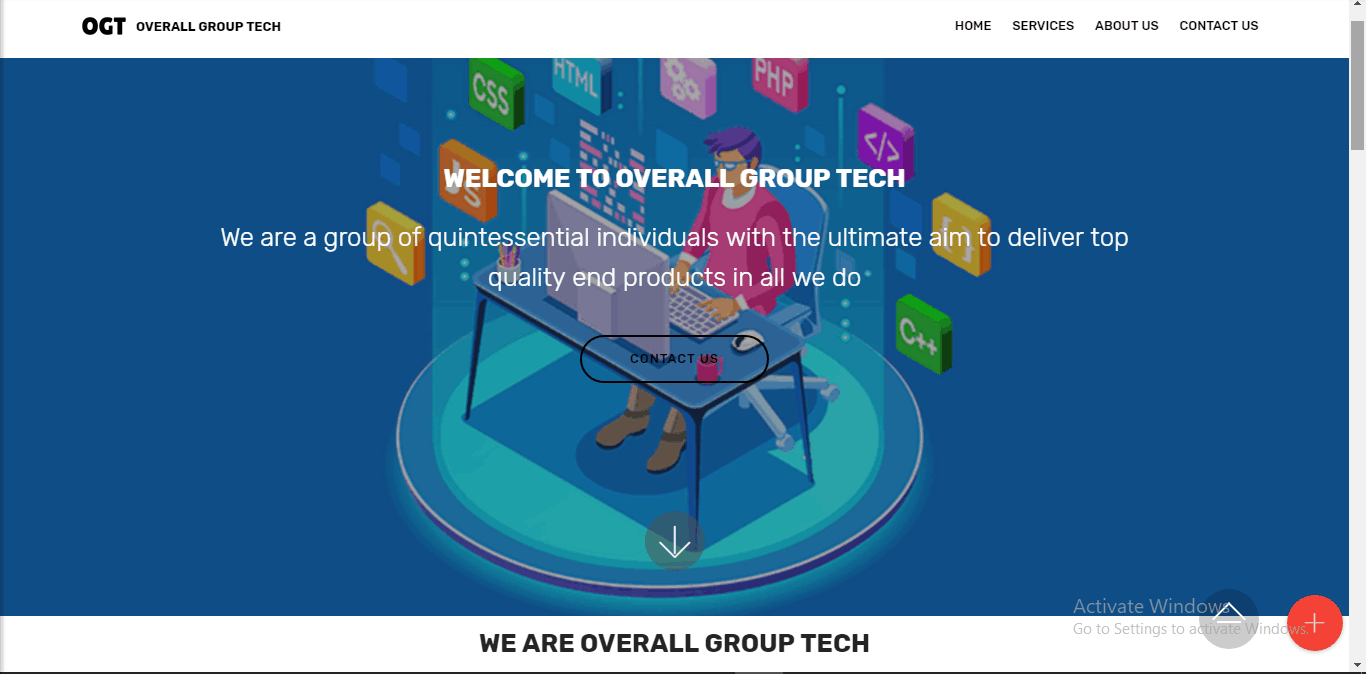 OGT OVERALL GROUP TECH HOME SERVICES ABOUT US CONTACT US
CSS HTML PHP
</>
JS
WELCOME TO OVERALL GROUP TECH
We are a group of quintessential individuals with the ultimate aim to deliver top
{ }
quality end products in all we do
C++
CONTACT US
Activate Windows
Go to Settings to activate Windows.
WE ARE OVERALL GROUP TECH